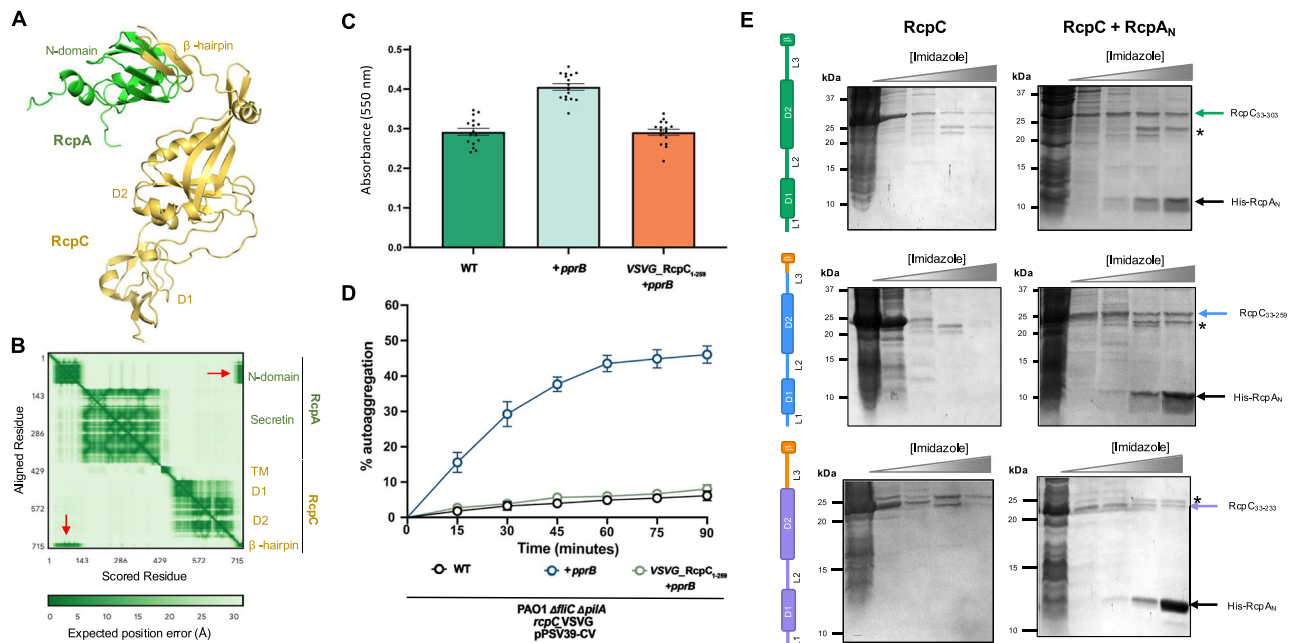 A
N-domain
β-hairpin
RcpA
D2
RcpC
D1
B
Aligned Residue
1
143
286
429
572
715
1 143 286 429 572 715
Scored Residue
N-domain
Secretin
TM
D1
D2
β-hairpin
RcpA
RcpC
0 5 10 15 20 25 30
Expected position error (Å)
C
Absorbance (550 nm)
0.5
0.4
0.3
0.2
0.1
0.0
WT
+pprB
VSVG_RcpC1-259
+pprB
D
% autoaggregation
60
50
40
30
20
10
0
0 15 30 45 60 75 90
Time (minutes)
WT
+pprB
VSVG_RcpC1-259
+pprB
PAO1 ΔfliC ΔpilA
rcpC VSVG
pPSV39-CV
E
RcpC
RcpC + RcpAN
β
L3
D2
L2
D1
L1
kDa
[Imidazole]
37
25
20
15
10
kDa
[Imidazole]
37
25
20
15
10
RcpC33-303
*
His-RcpAN
β
L3
D2
L2
D1
L1
kDa
[Imidazole]
37
25
20
15
10
kDa
[Imidazole]
37
25
20
15
10
RcpC33-259
*
His-RcpAN
β
L3
D2
L2
D1
L1
kDa
[Imidazole]
25
20
15
10
kDa
[Imidazole]
25
20
15
10
*
RcpC33-233
His-RcpAN